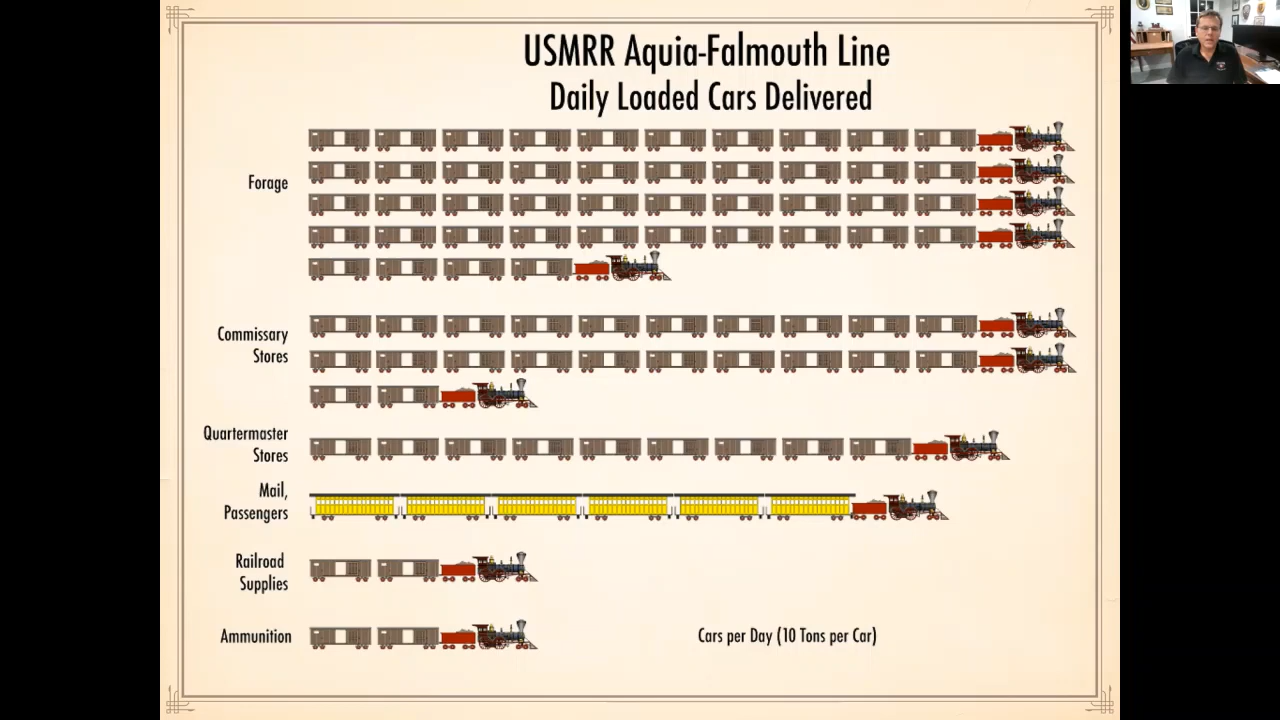 USMRR Aquia-Falmouth Line
Daily Loaded Cars Delivered
Forage
Commissary
Stores
Quartermaster
Stores
Mail,
Passengers
Railroad
Supplies
Ammunition
Cars per Day (10 Tons per Car)